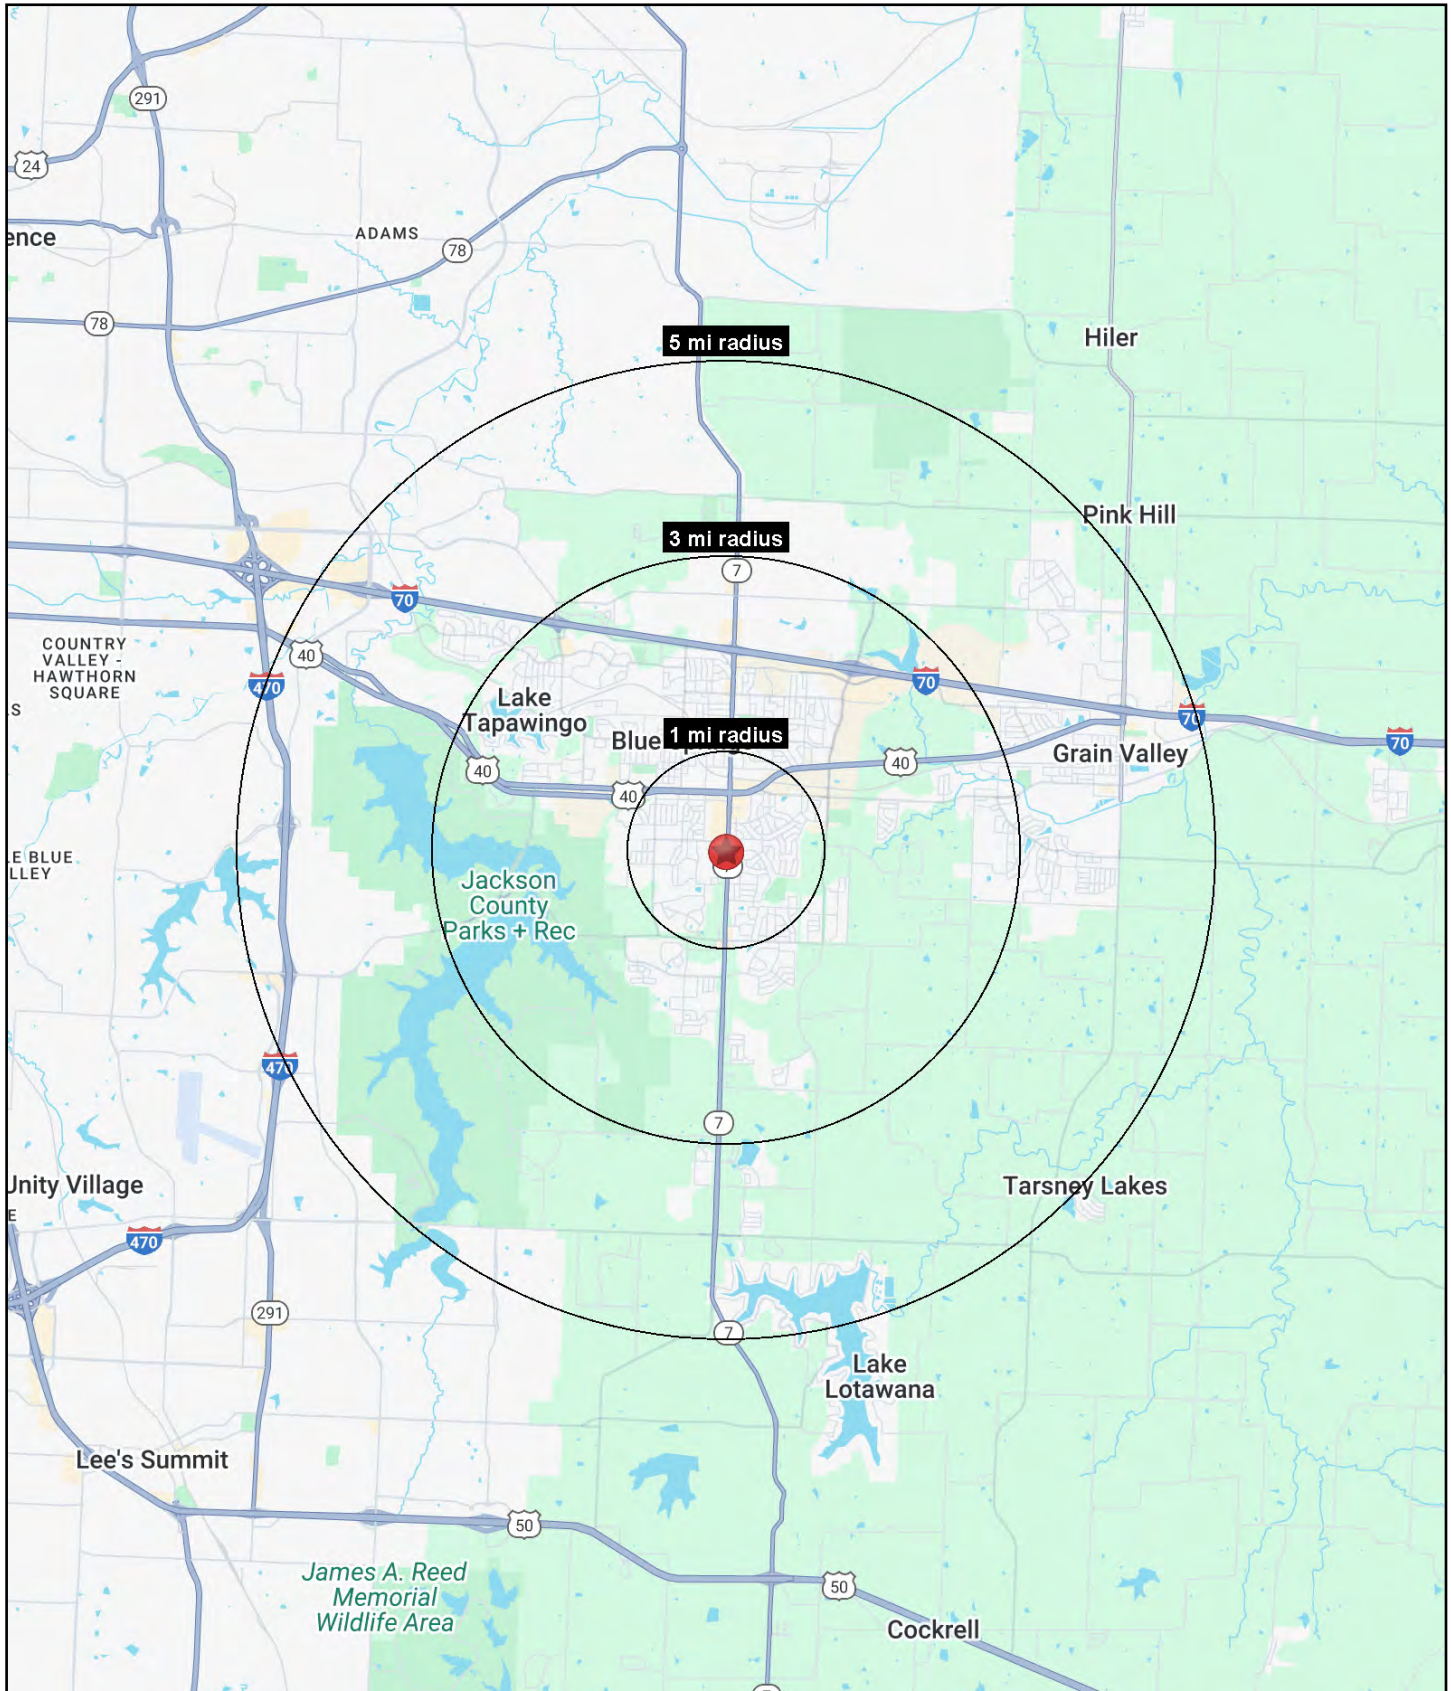 291
24
ence
ADAMS
78
78
Hiler
5 mi radius
Pink Hill
3 mi radius
7
70
COUNTRY
VALLEY -
HAWTHORN
SQUARE
40
470
70
Lake
Tapawingo
70
Blue
1 mi radius
70
Grain Valley
40
40
40
LE BLUE
LLEY
Jackson
County
Parks + Rec
470
7
Unity Village
Tarsney Lakes
470
291
7
Lake
Lotawana
Lee's Summit
50
James A. Reed
Memorial
Wildlife Area
50
Cockrell